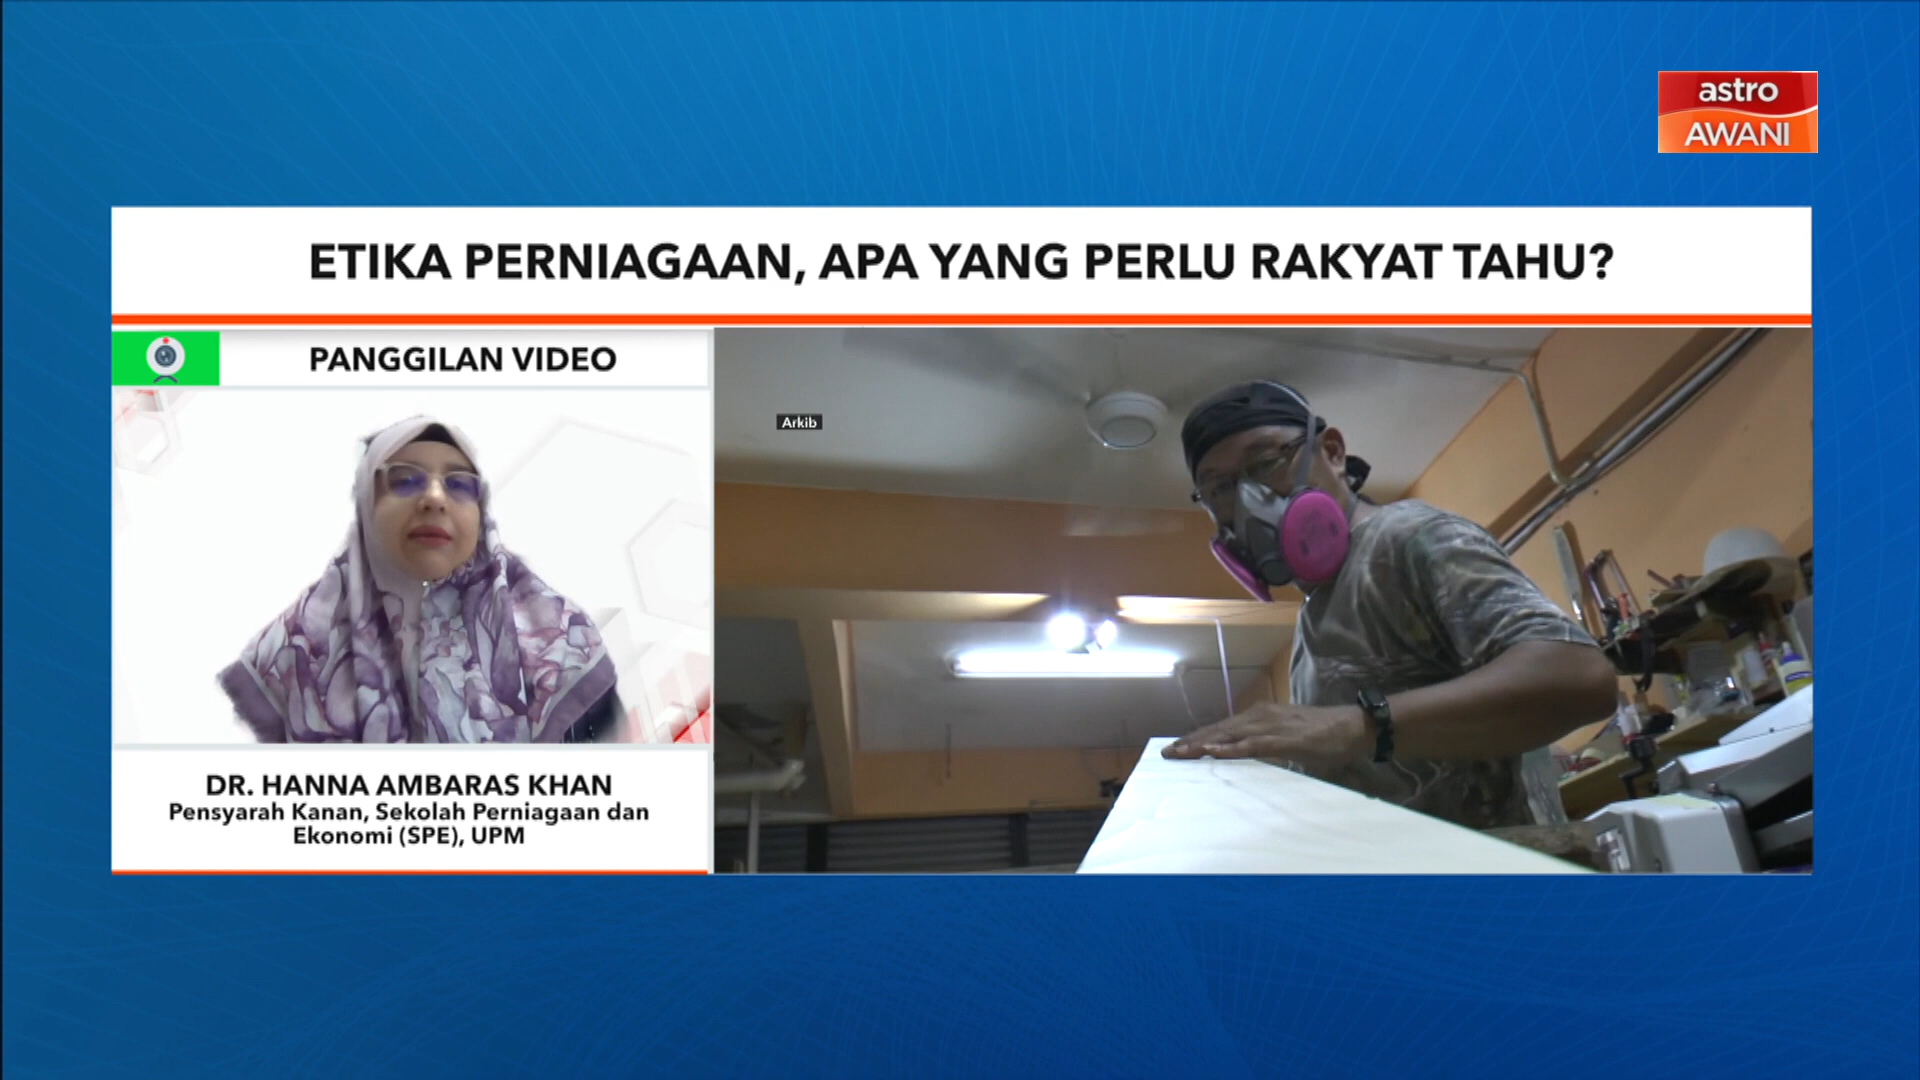 astro
AWANI
ETIKA PERNIAGAAN, APA YANG PERLU RAKYAT TAHU?
PANGGILAN VIDEO
Arkib
DR. HANNA AMBARAS KHAN
Pensyarah Kanan, Sekolah Perniagaan dan
Ekonomi (SPE), UPM